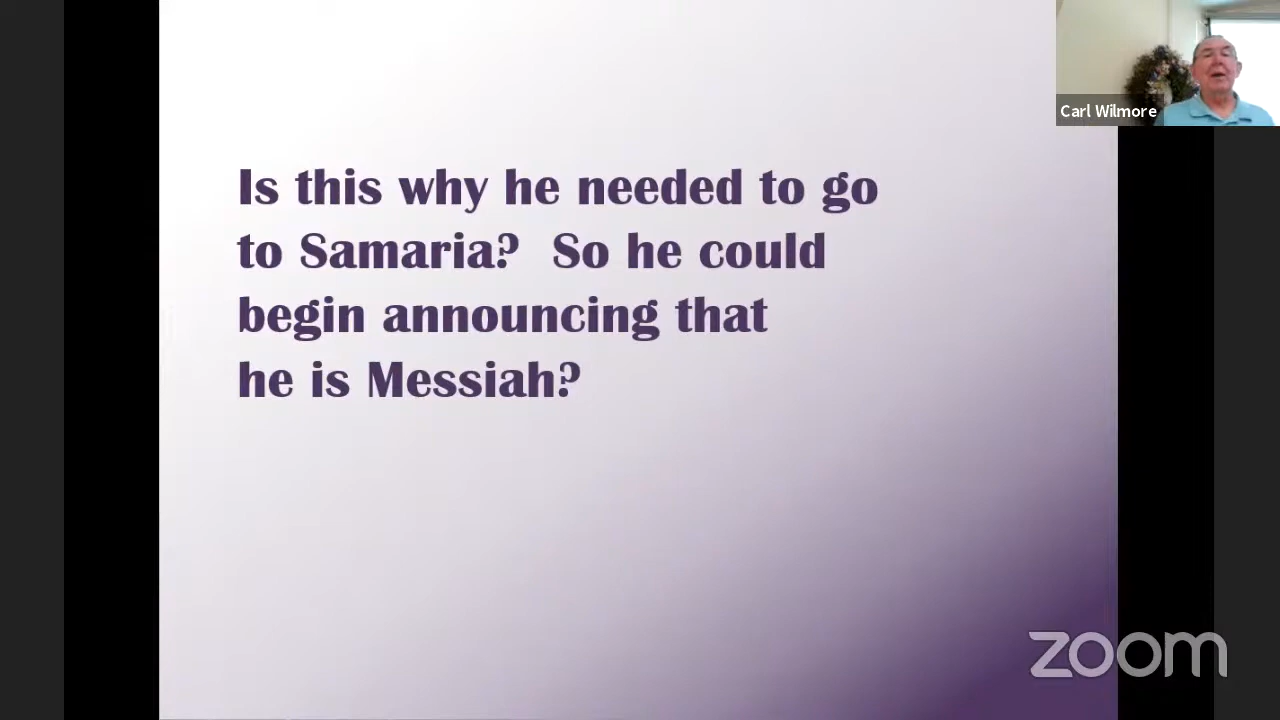 Carl Wilmore
Is this why he needed to go
to Samaria?  So he could
begin announcing that
he is Messiah?
zoom